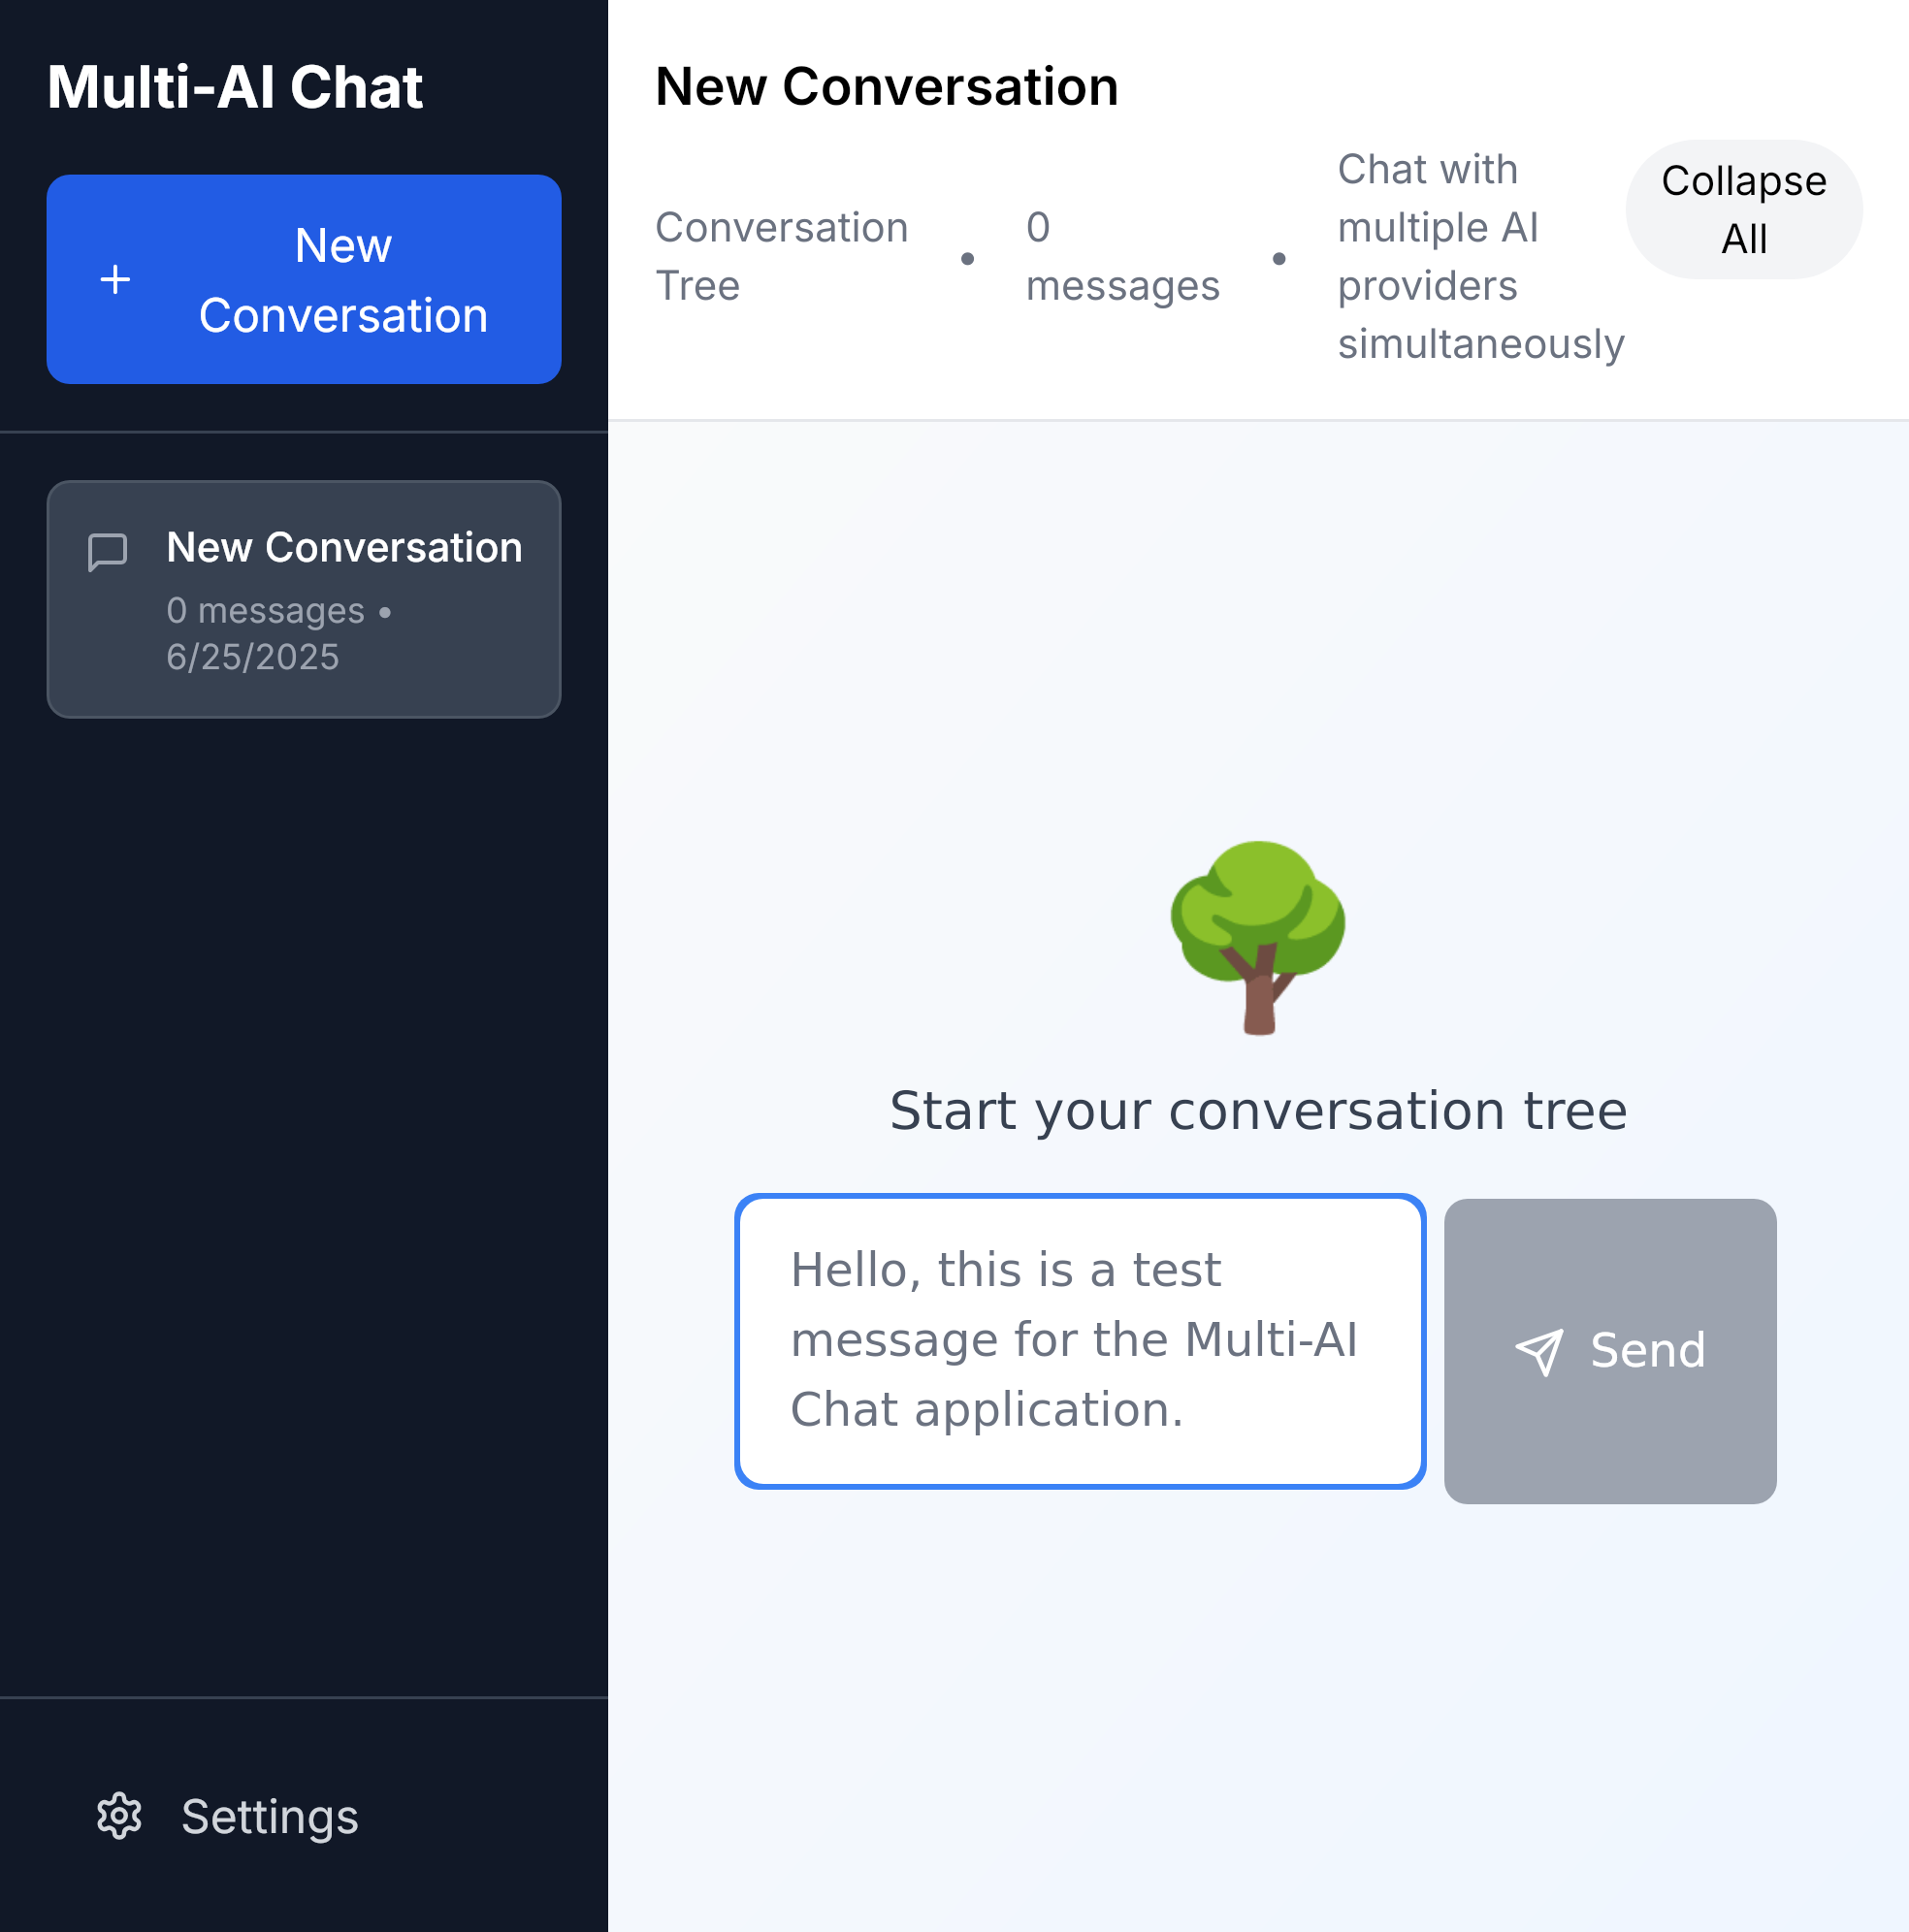 Multi-AI Chat
New
Conversation
New Conversation
0 messages •
6/25/2025
Settings
New Conversation
Conversation
Tree
•
0
messages
•
Chat with
multiple AI
providers
simultaneously
Collapse
All
Start your conversation tree
Hello, this is a test
message for the Multi-AI
Chat application.
Send